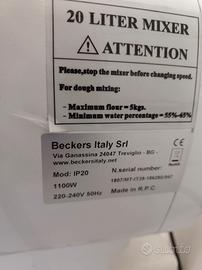 20 LITER MIXER
⚠ ATTENTION
Please,stop the mixer before changing speed.
For dough mixing:
- Maximum flour =5kgs.
- Minimum water percentage = 55%-65%
Beckers Italy Srl
Via Ganassina 24047 Treviglio - BG -
www.beckersitaly.net
Mod: IP20
N.serial number:
1100W
220-240V 50Hz
Made in R.P.C.
subito